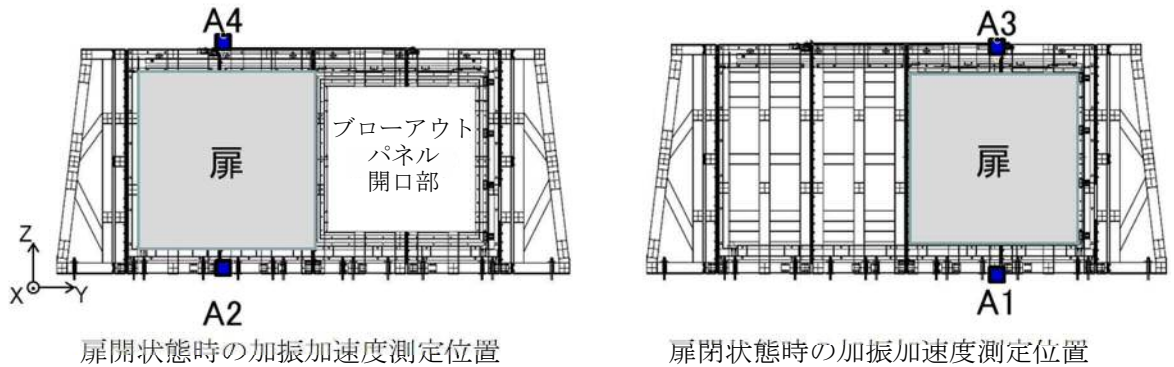 A4
扉
ブローアウト
パネル
開口部
Z
X
Y
A2
扉開状態時の加振加速度測定位置
A3
扉
A1
扉閉状態時の加振加速度測定位置